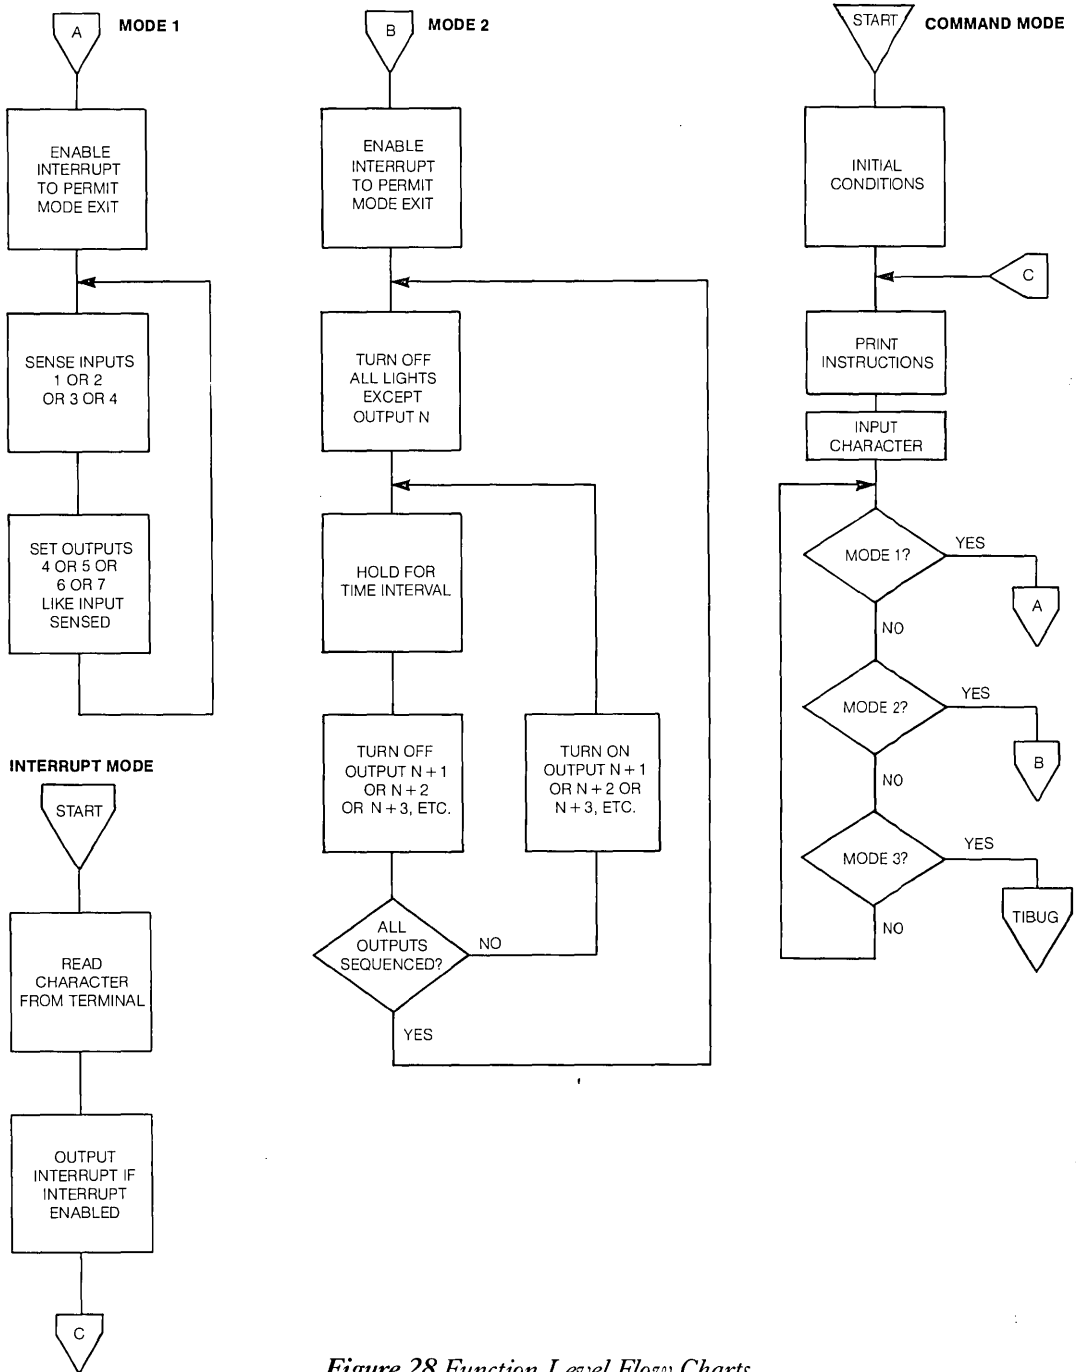 A
MODE 1
ENABLE
INTERRUPT
TO PERMIT
MODE EXIT
SENSE INPUTS
1 OR 2
OR 3 OR 4
SET OUTPUTS
4 OR 5 OR
6 OR 7
LIKE INPUT
SENSED
INTERRUPT MODE
START
READ
CHARACTER
FROM TERMINAL
OUTPUT
INTERRUPT IF
INTERRUPT
ENABLED
C
B
MODE 2
ENABLE
INTERRUPT
TO PERMIT
MODE EXIT
TURN OFF
ALL LIGHTS
EXCEPT
OUTPUT N
HOLD FOR
TIME INTERVAL
TURN OFF
OUTPUT N + 1
OR N + 2
OR N + 3, ETC.
TURN ON
OUTPUT N + 1
OR N + 2 OR
N + 3, ETC.
ALL
OUTPUTS
SEQUENCED?
NO
YES
START
COMMAND MODE
INITIAL
CONDITIONS
C
PRINT
INSTRUCTIONS
INPUT
CHARACTER
MODE 1?
YES
A
NO
MODE 2?
YES
B
NO
MODE 3?
YES
TIBUG
NO
Figure 28 Function Level Flow Charts